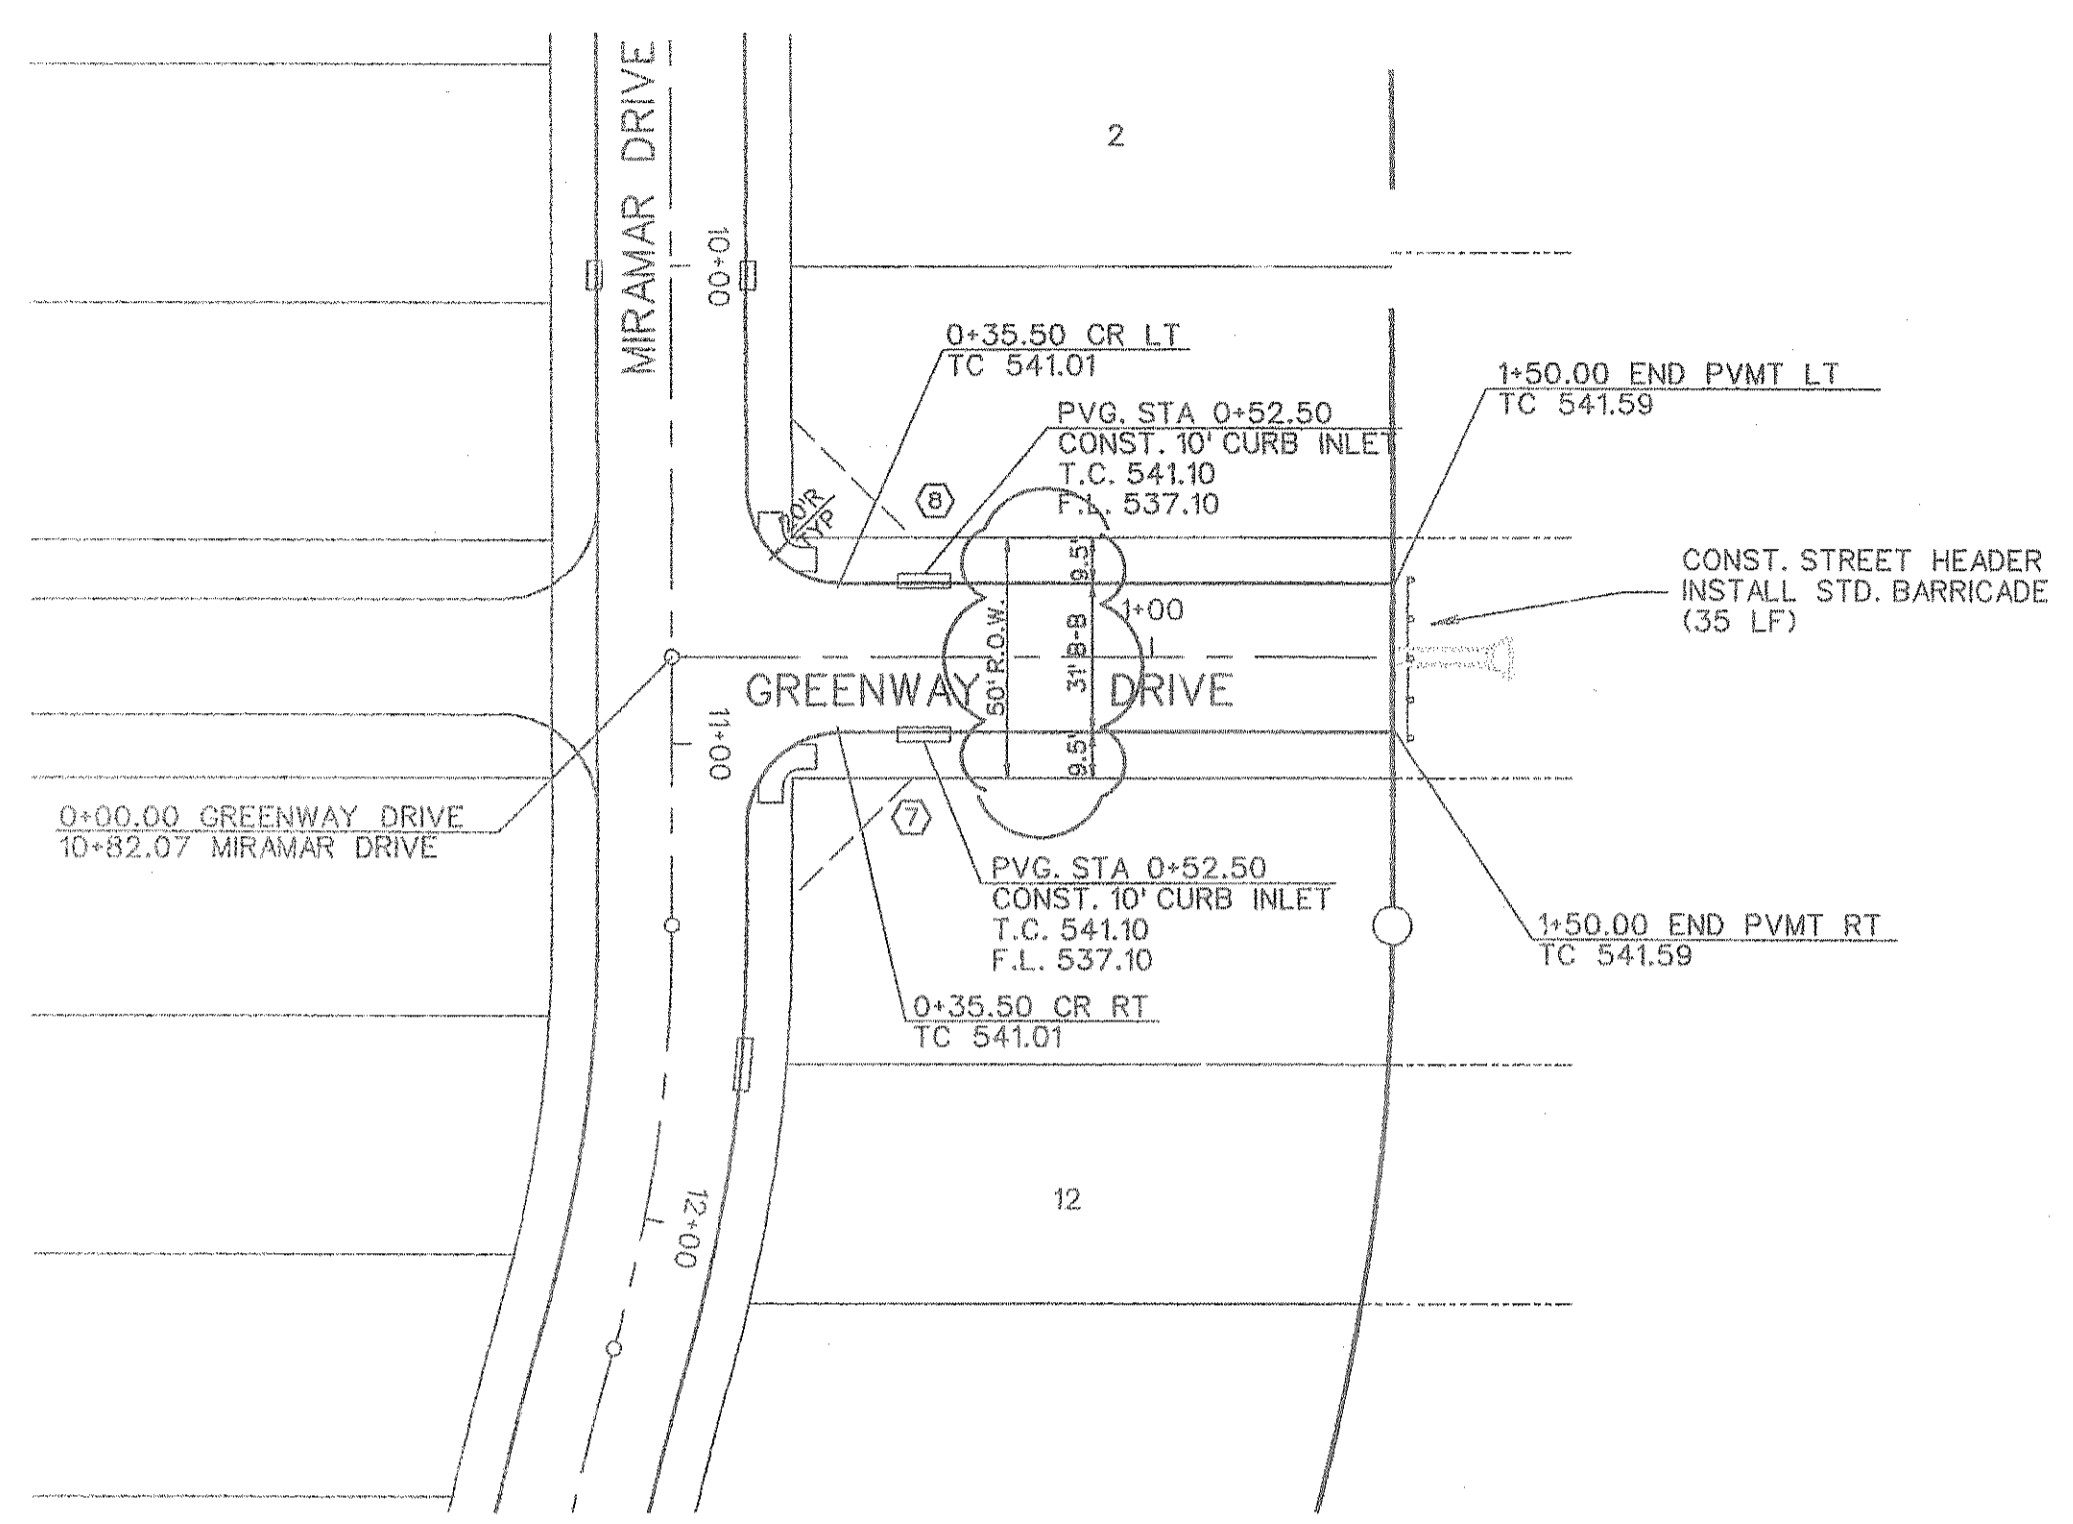 MIRAMAR DRIVE
2
10+00
0+35.50 CR LT
TC 541.01
1+50.00 END PVMT LT
TC 541.59
PVG. STA 0+52.50
CONST. 10' CURB INLET
T.C. 541.10
F.L. 537.10
8
0'R
TYP
9.5'
CONST. STREET HEADER
INSTALL STD. BARRICADE
(35 LF)
1+00
50' R.O.W.
31' B-B
GREENWAY DRIVE
11+00
9.5'
0+00.00 GREENWAY DRIVE
10+82.07 MIRAMAR DRIVE
7
PVG. STA 0+52.50
CONST. 10' CURB INLET
T.C. 541.10
F.L. 537.10
1+50.00 END PVMT RT
TC 541.59
0+35.50 CR RT
TC 541.01
12+00
12